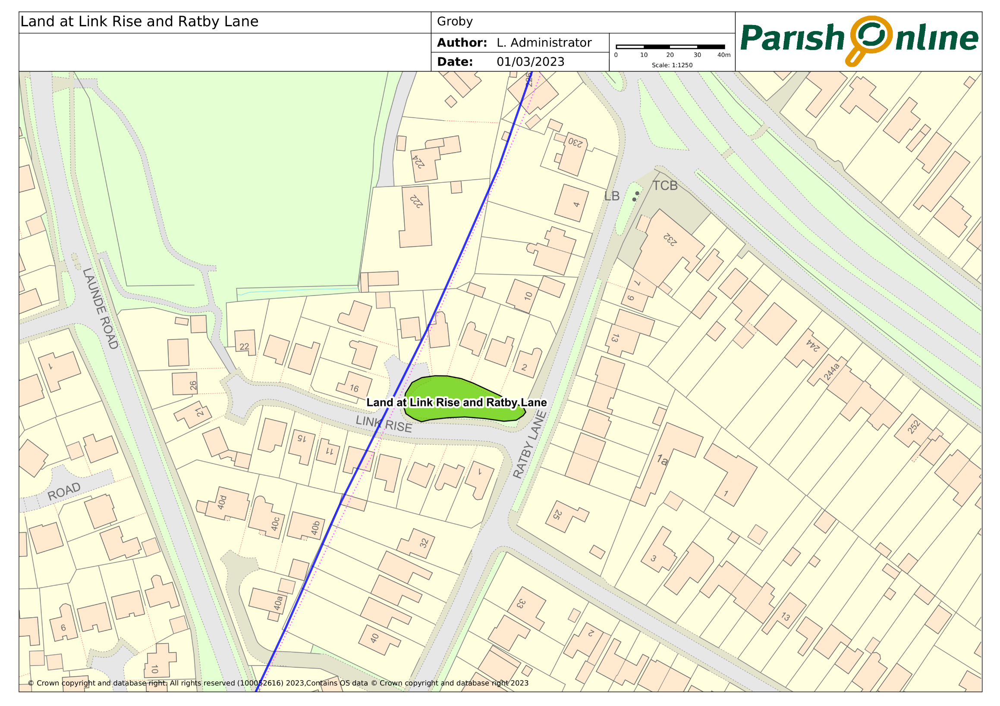 Land at Link Rise and Ratby Lane
Groby
Author: L. Administrator
Date: 01/03/2023
0 10 20 30 40m
Scale: 1:1250
Parish Online
226
230
224
222
4
LB
TCB
232
LAUNDE ROAD
10
7
9
13
22
244
1
2
244a
26
16
21
Land at Link Rise and Ratby Lane
LINK RISE
RATBY LANE
252
15
11
1a
1
1
ROAD
40d
40c
40b
25
32
3
40a
33
6
13
40
2
10
© Crown copyright and database right. All rights reserved (100052616) 2023,Contains OS data © Crown copyright and database right 2023